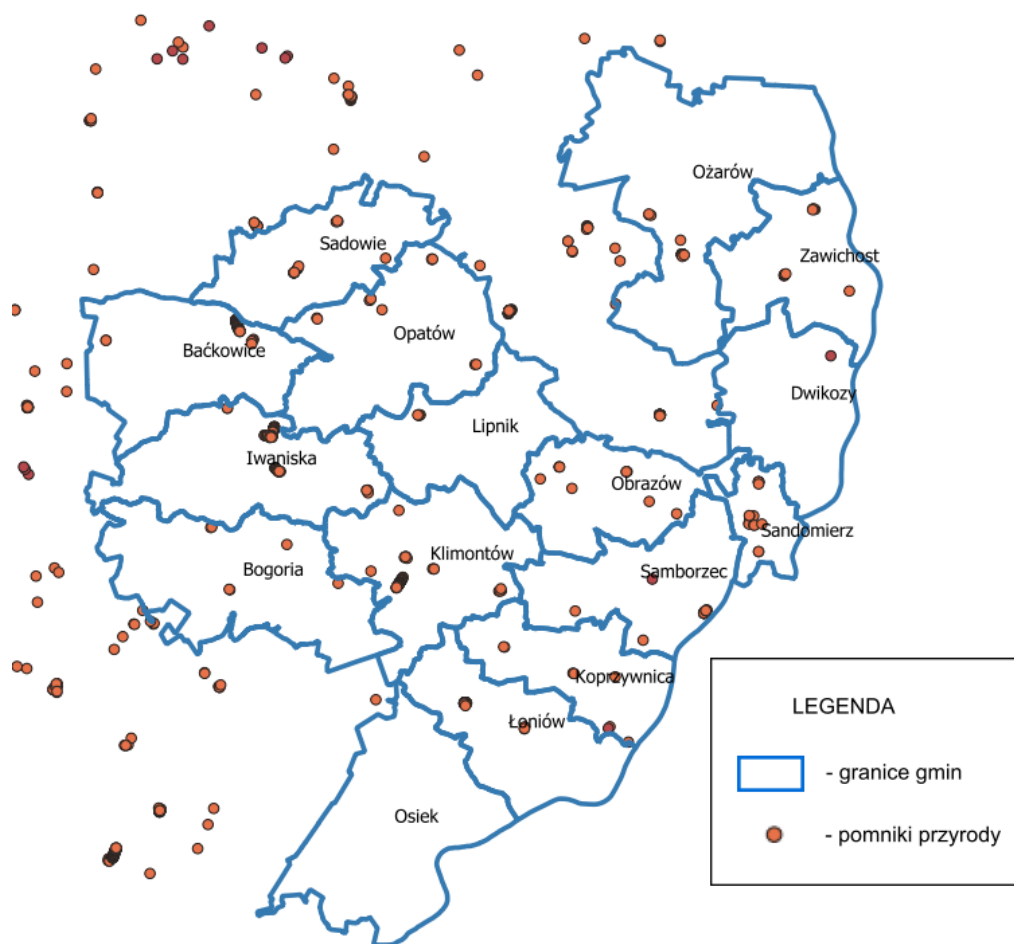 Ożarów
Sadowie
Zawichost
Opatów
Baćkowice
Dwikozy
Lipnik
Iwaniska
Obrazów
Sandomierz
Klimontów
Bogoria
Samborzec
Koprzywnica
Łoniów
Osiek
LEGENDA
- granice gmin
- pomniki przyrody